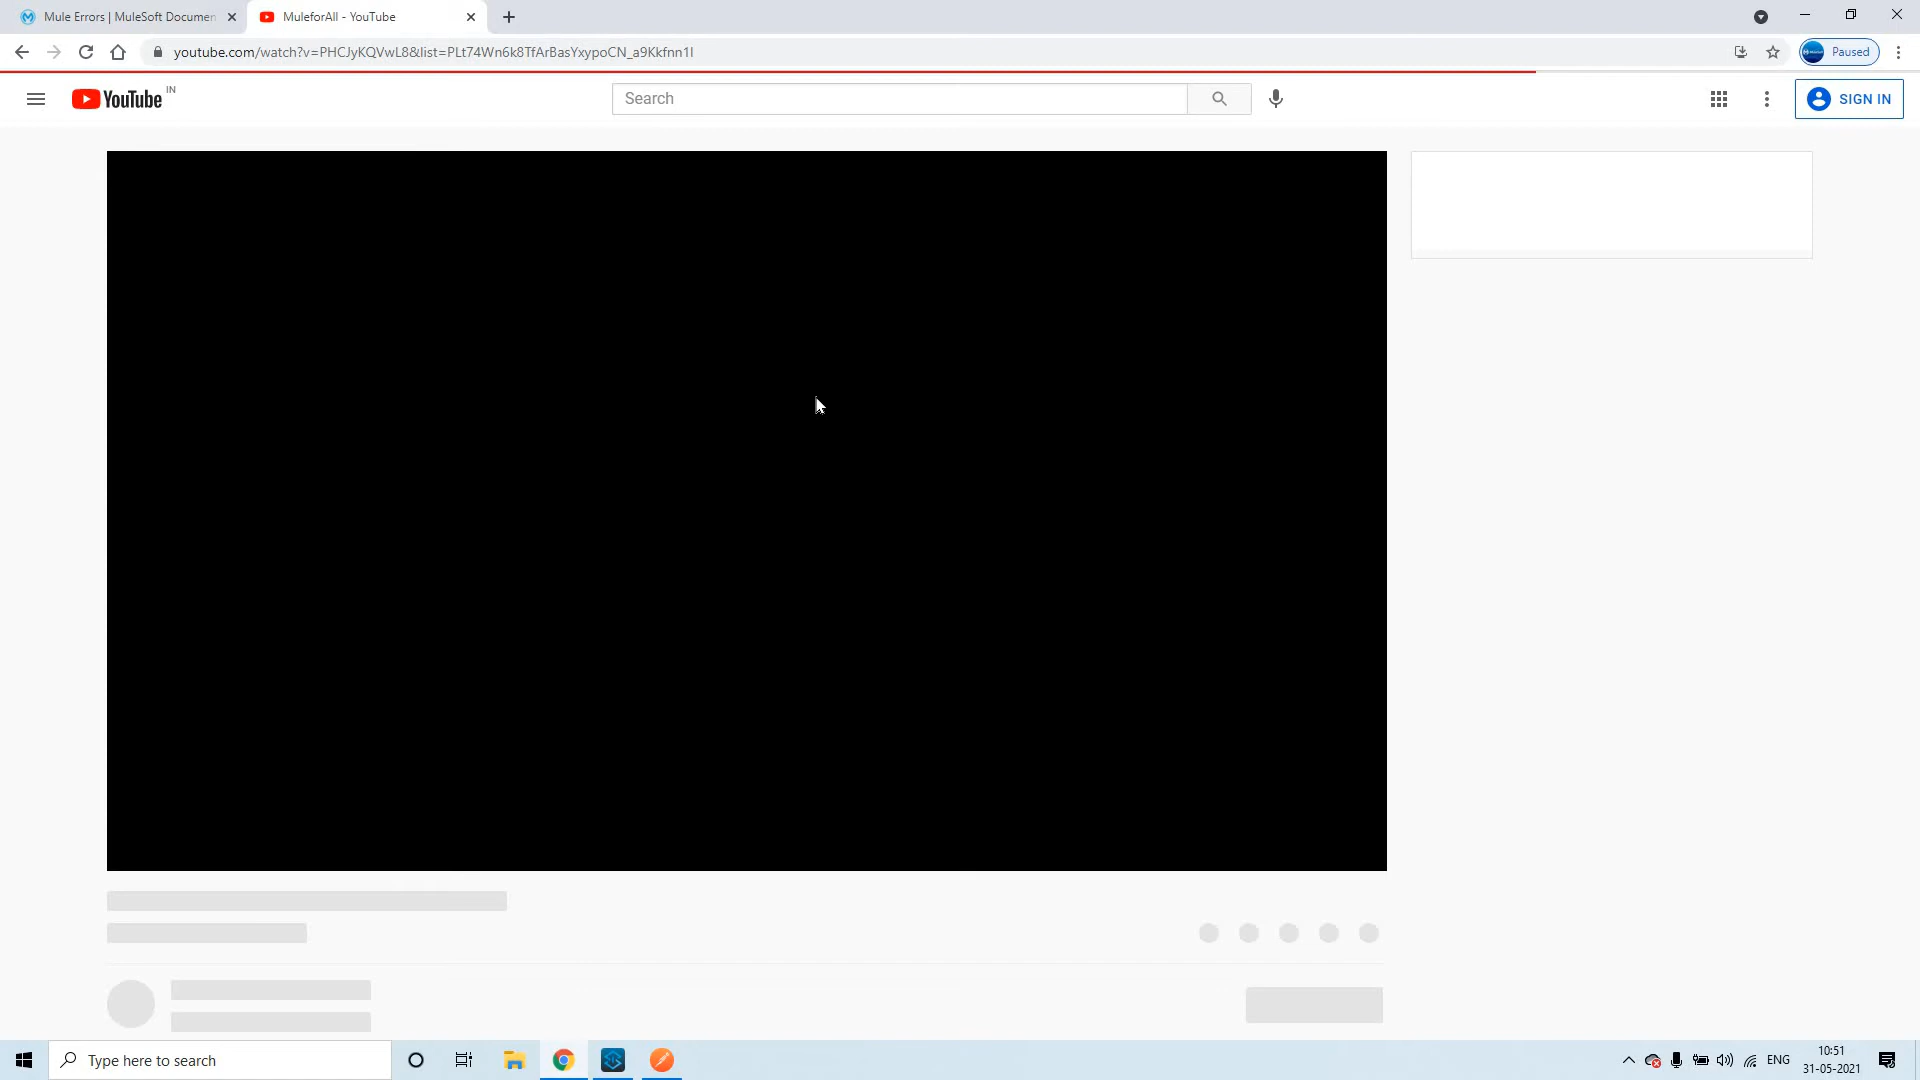 Mule Errors | MuleSoft Documen
MuleforAll - YouTube
youtube.com/watch?v=PHCJyKQVwL8&list=PLt74Wn6k8TfArBasYxypoCN_a9Kkfnn1I
Paused
YouTube IN
Search
SIGN IN
Type here to search
ENG
10:51
31-05-2021